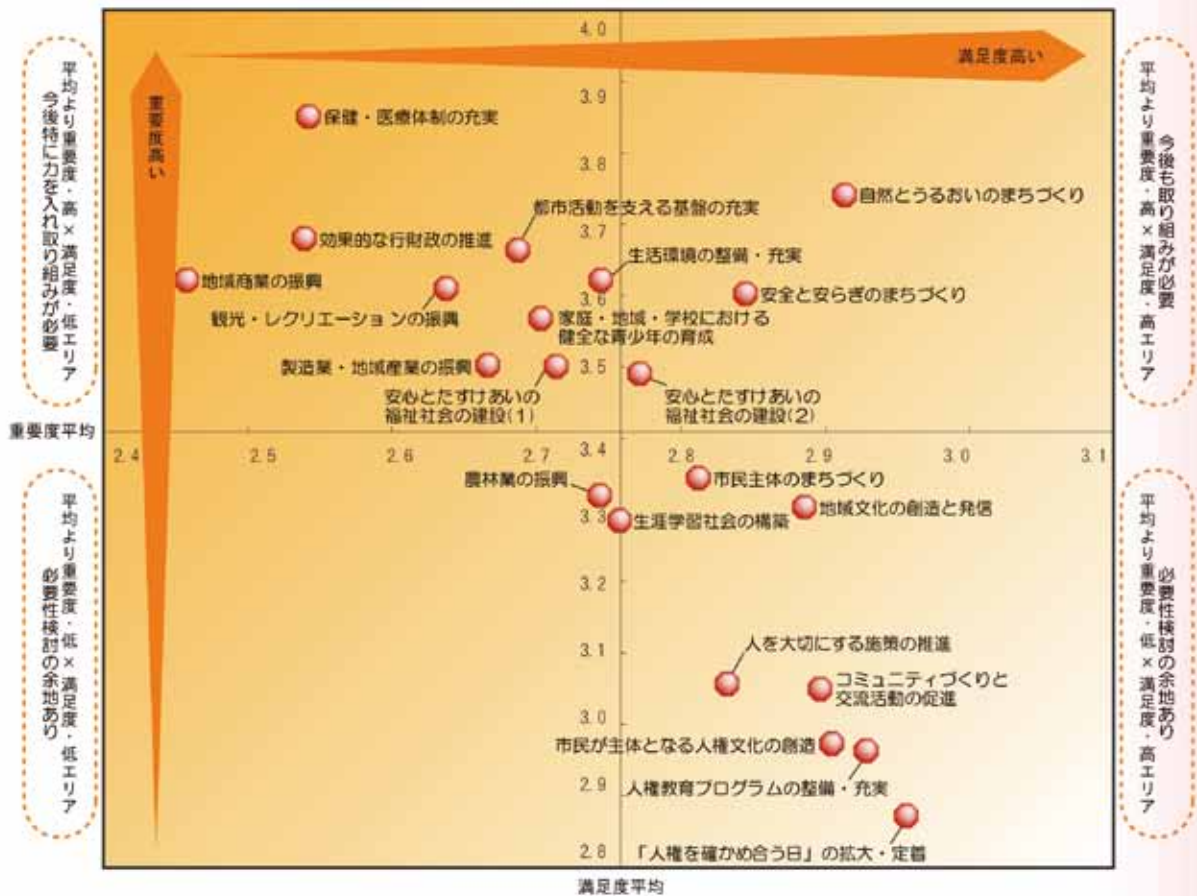 平均より重要度・高×満足度・低エリア
今後特に力を入れ取り組みが必要
平均より重要度・低×満足度・低エリア
必要性検討の余地あり
重要度高い
満足度高い
4.0
3.9
3.8
3.7
3.6
3.5
3.4
3.3
3.2
3.1
3.0
2.9
2.8
保健・医療体制の充実
自然とうるおいのまちづくり
都市活動を支える基盤の充実
効果的な行財政の推進
生活環境の整備・充実
地域商業の振興
安全と安らぎのまちづくり
観光・レクリエーションの振興
家庭・地域・学校における
健全な青少年の育成
製造業・地域産業の振興
安心とたすけあいの
福祉社会の建設(1)
安心とたすけあいの
福祉社会の建設(2)
重要度平均
2.4
2.5
2.6
2.7
2.8
2.9
3.0
3.1
農林業の振興
市民主体のまちづくり
地域文化の創造と発信
生涯学習社会の構築
人を大切にする施策の推進
コミュニティづくりと
交流活動の促進
市民が主体となる人権文化の創造
人権教育プログラムの整備・充実
「人権を確かめ合う日」の拡大・定着
満足度平均
今後も取り組みが必要
平均より重要度・高×満足度・高エリア
必要性検討の余地あり
平均より重要度・低×満足度・高エリア